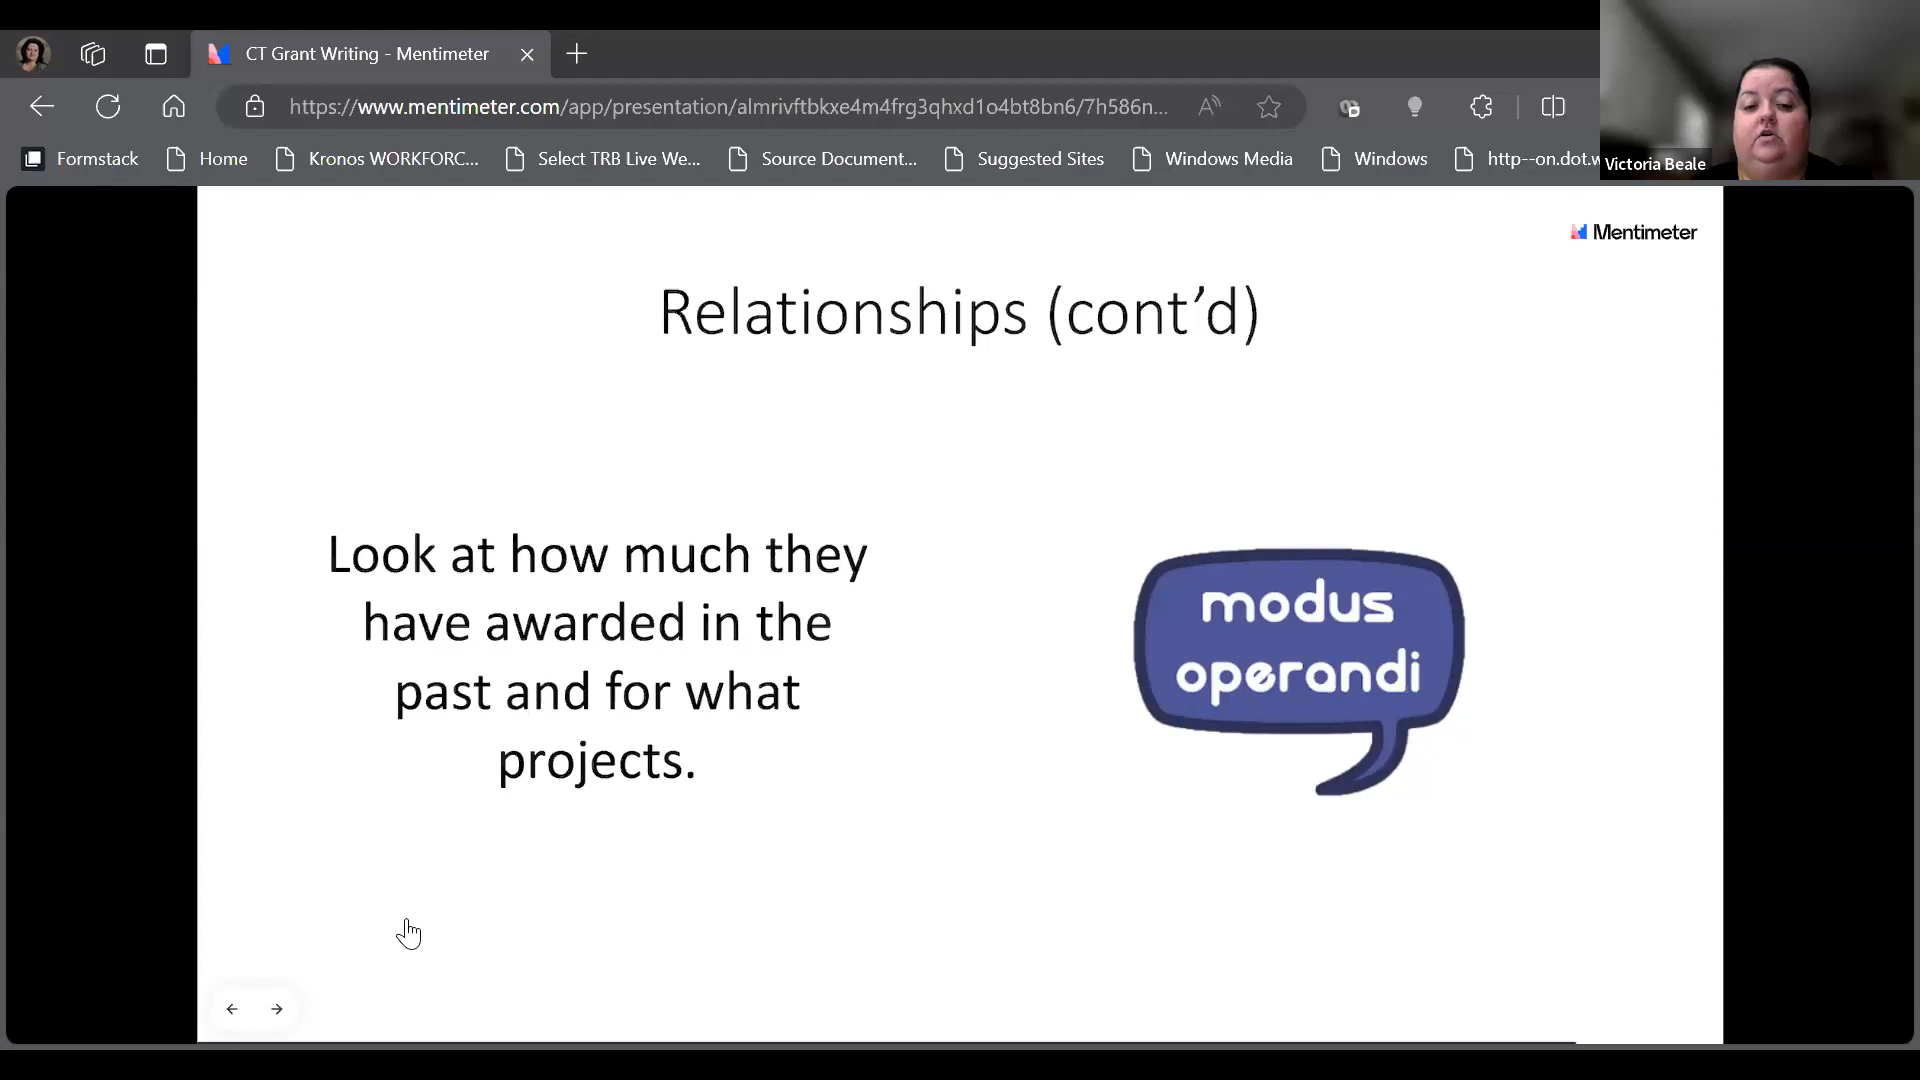 CT Grant Writing - Mentimeter
https://www.mentimeter.com/app/presentation/almrivftbkxe4m4frg3qhxd1o4bt8bn6/7h586n...
Formstack
Home
Kronos WORKFORC...
Select TRB Live We...
Source Document...
Suggested Sites
Windows Media
Windows
http--on.dot.w
Victoria Beale
Mentimeter
Relationships (cont’d)
Look at how much they
have awarded in the
past and for what
projects.
modus
operandi